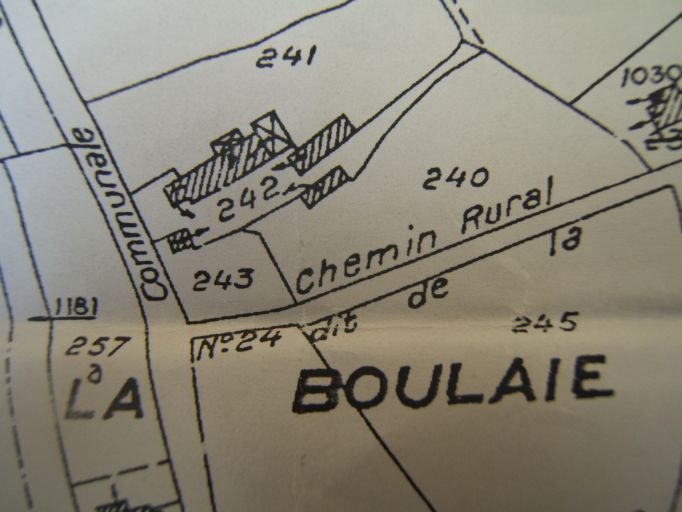 241
1030
Communale
242
240
243
Chemin Rural
la
de
1181
257
a
N° 24 dit
245
LA BOULAIE